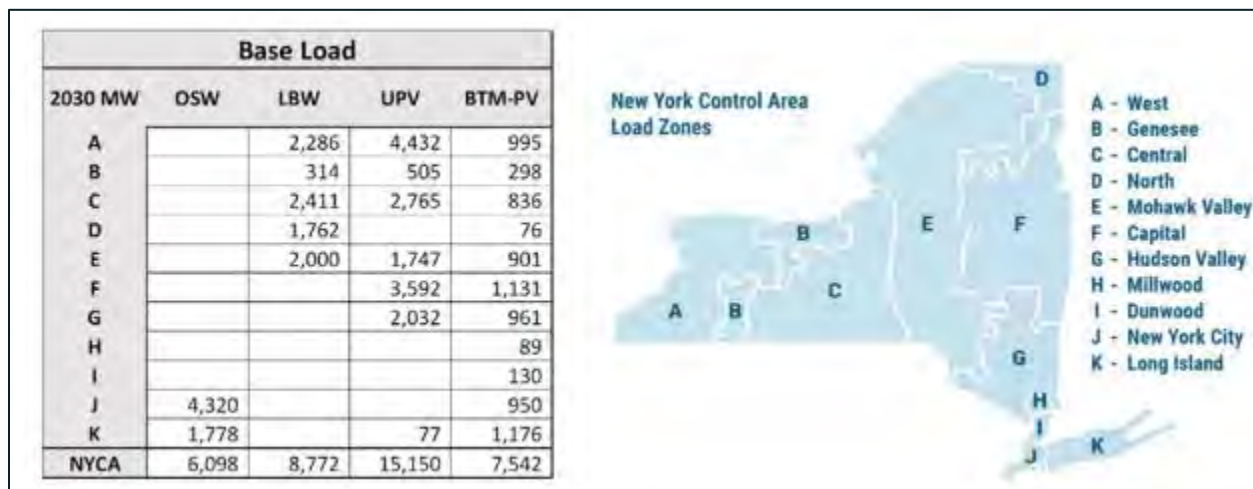 Base Load
2030 MW OSW LBW UPV BTM-PV
A 2,286 4,432 995
B 314 505 298
C 2,411 2,765 836
D 1,762 76
E 2,000 1,747 901
F 3,592 1,131
G 2,032 961
H 89
I 130
J 4,320 950
K 1,778 77 1,176
NYCA 6,098 8,772 15,150 7,542
New York Control Area
Load Zones
D
B
E
F
A
B
C
G
H
I
J
K
A - West
B - Genesee
C - Central
D - North
E - Mohawk Valley
F - Capital
G - Hudson Valley
H - Millwood
I - Dunwood
J - New York City
K - Long Island